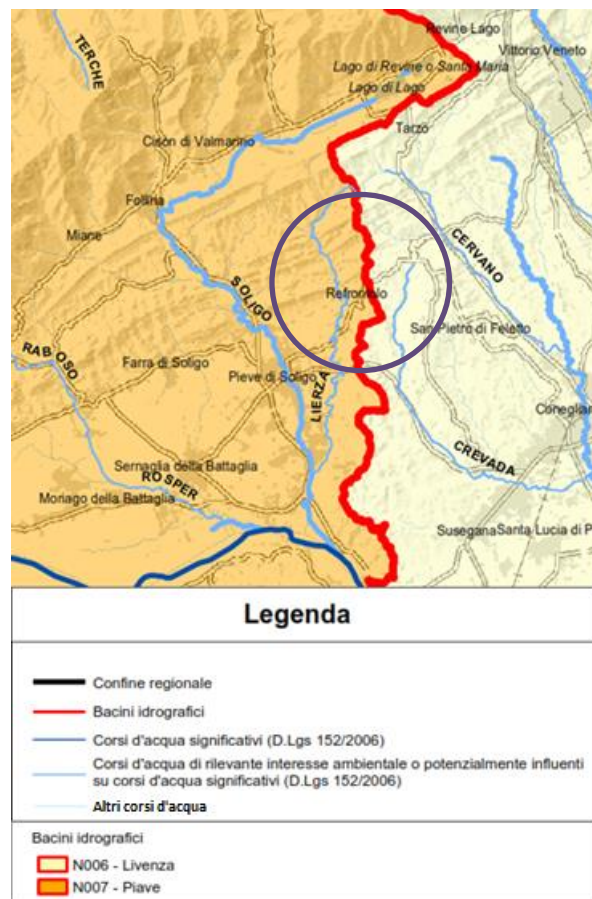 Revine Lago
TERCHE
Vittorio Veneto
Lago di Revine o Santa Maria
Lago di Lago
Tarzo
Cison di Valmarino
Follina
Miane
CERVANO
SOLIGO
Refrontolo
San Pietro di Feletto
RABOSO
Farra di Soligo
Pieve di Soligo
LIERZA
Conegliano
CREVADA
Sernaglia della Battaglia
ROSPER
Moriago della Battaglia
Susegana
Santa Lucia di P
Legenda
Confine regionale
Bacini idrografici
Corsi d'acqua significativi (D.Lgs 152/2006)
Corsi d'acqua di rilevante interesse ambientale o potenzialmente influenti
su corsi d'acqua significativi (D.Lgs 152/2006)
Altri corsi d'acqua
Bacini idrografici
N006 - Livenza
N007 - Piave